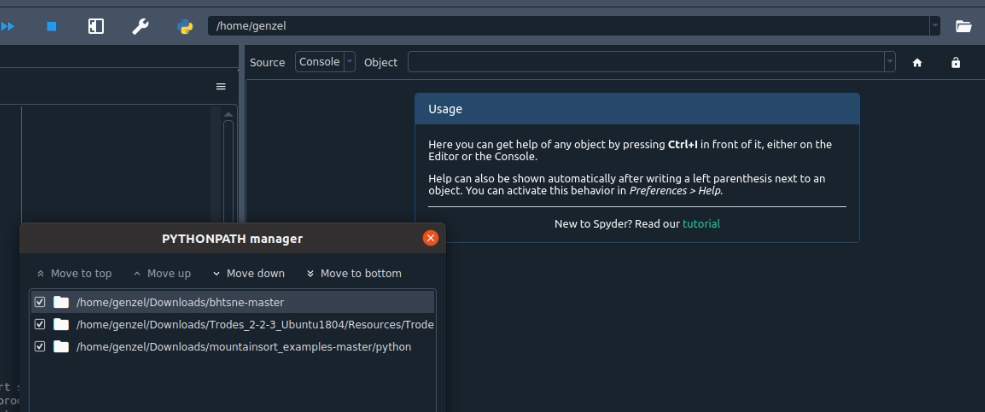 /home/genzel
Source Console Object
Usage
Here you can get help of any object by pressing Ctrl+I in front of it, either on the
Editor or the Console.
Help can also be shown automatically after writing a left parenthesis next to an
object. You can activate this behavior in Preferences > Help.
New to Spyder? Read our tutorial
PYTHONPATH manager
Move to top Move up Move down Move to bottom
/home/genzel/Downloads/bhtsne-master
/home/genzel/Downloads/Trodes_2-2-3_Ubuntu1804/Resources/Trode
/home/genzel/Downloads/mountainsort_examples-master/python